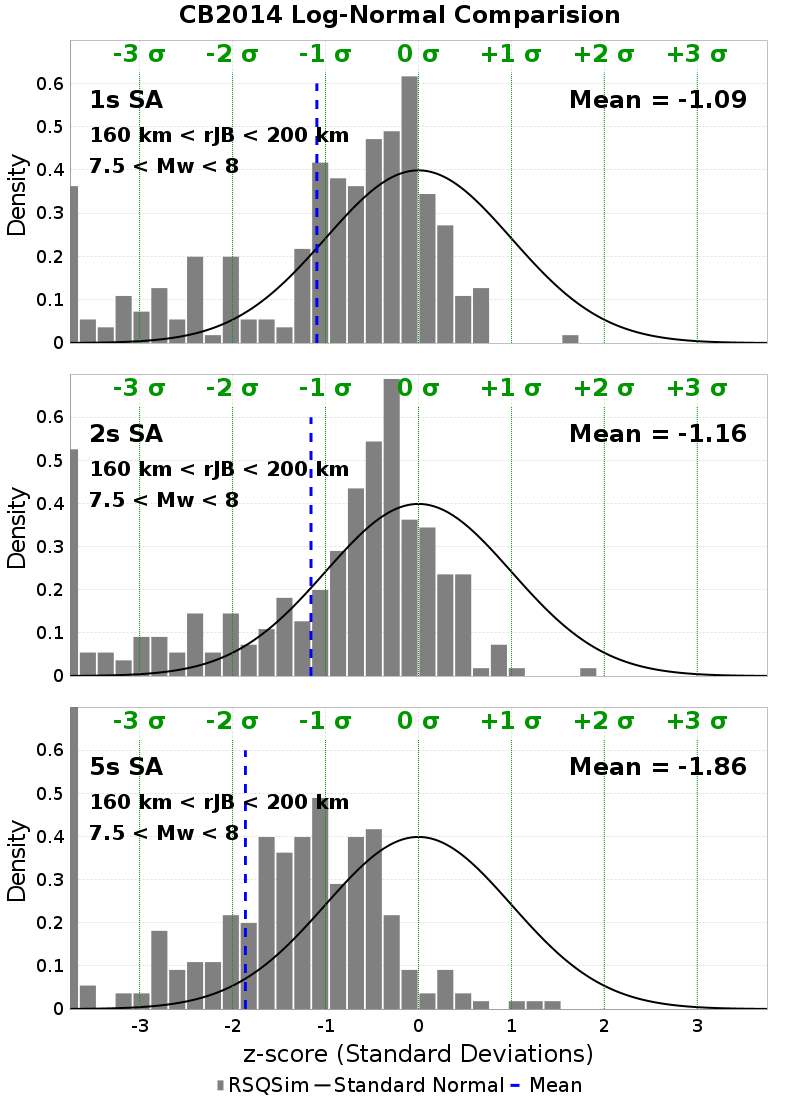 CB2014 Log-Normal Comparision
-3 σ -2 σ -1 σ 0 σ +1 σ +2 σ +3 σ
1s SA Mean = -1.09
160 km < rJB < 200 km
7.5 < Mw < 8
Density
0.6
0.5
0.4
0.3
0.2
0.1
0
-3 σ -2 σ -1 σ 0 σ +1 σ +2 σ +3 σ
2s SA Mean = -1.16
160 km < rJB < 200 km
7.5 < Mw < 8
Density
0.6
0.5
0.4
0.3
0.2
0.1
0
-3 σ -2 σ -1 σ 0 σ +1 σ +2 σ +3 σ
5s SA Mean = -1.86
160 km < rJB < 200 km
7.5 < Mw < 8
Density
0.6
0.5
0.4
0.3
0.2
0.1
0
-3 -2 -1 0 1 2 3
z-score (Standard Deviations)
RSQSim Standard Normal Mean